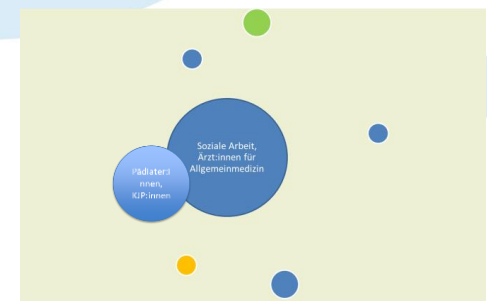 Soziale Arbeit,
Ärzt:innen für
Allgemeinmedizin
Pädiater:i
nnen,
KJP:innen